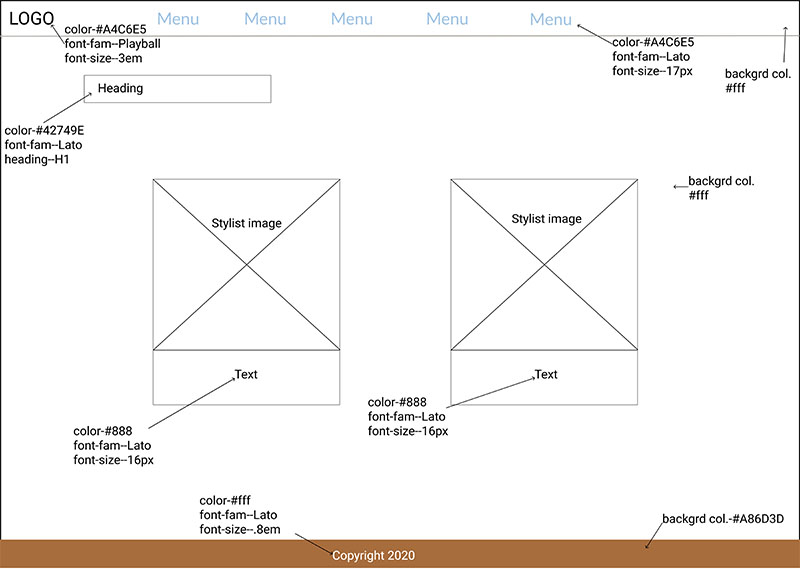 LOGO
Menu Menu Menu Menu Menu
color-#A4C6E5
font-fam--Playball
font-size--3em
color-#A4C6E5
font-fam--Lato
font-size--17px
backgrd col.
#fff
Heading
color-#42749E
font-fam--Lato
heading--H1
backgrd col.
#fff
Stylist image
Stylist image
Text
Text
color-#888
font-fam--Lato
font-size--16px
color-#888
font-fam--Lato
font-size--16px
color-#fff
font-fam--Lato
font-size--.8em
backgrd col.-#A86D3D
Copyright 2020